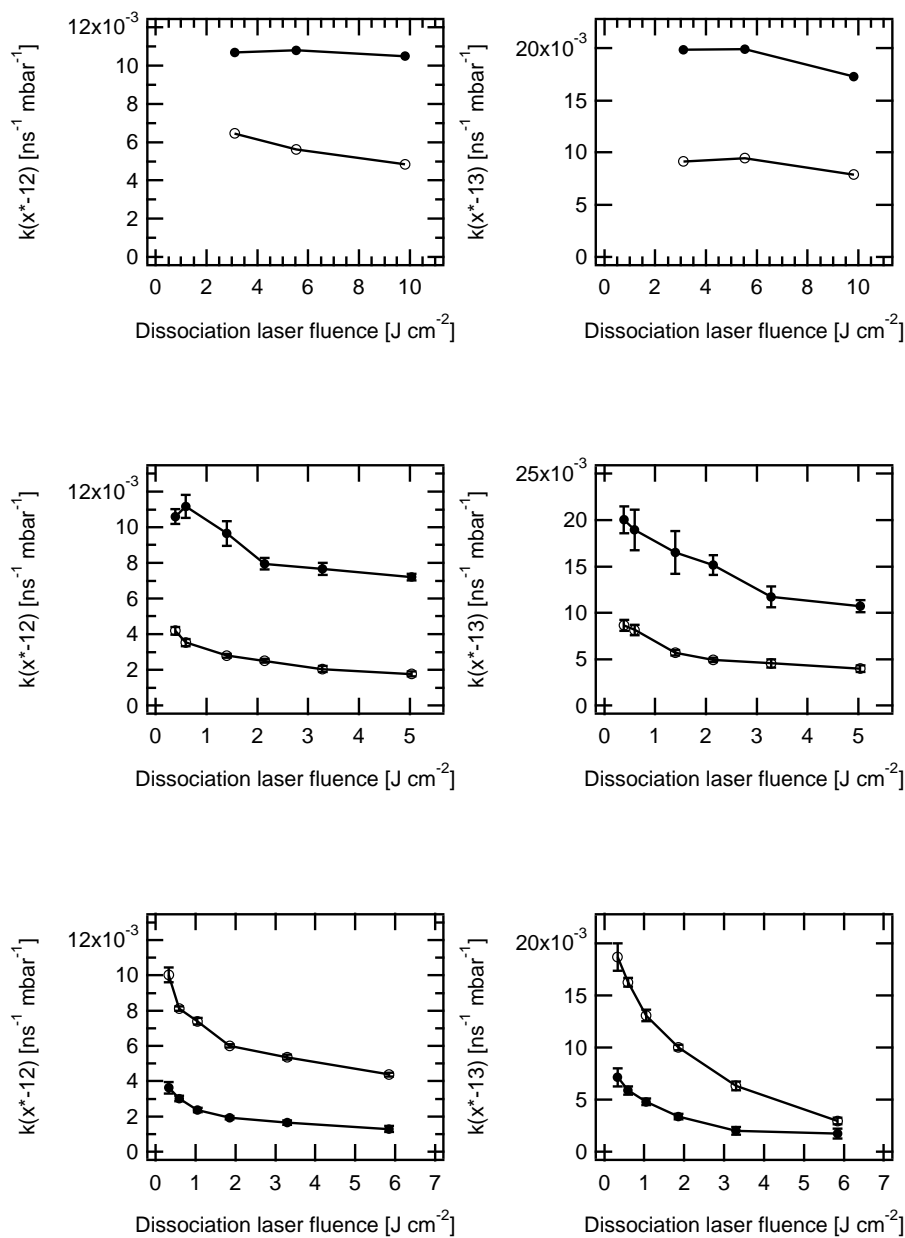 12x10⁻³
10
8
6
4
2
0
k(x*-12) [ns⁻¹ mbar⁻¹]
0 2 4 6 8 10
Dissociation laser fluence [J cm⁻²]
20x10⁻³
15
10
5
0
k(x*-13) [ns⁻¹ mbar⁻¹]
0 2 4 6 8 10
Dissociation laser fluence [J cm⁻²]
12x10⁻³
10
8
6
4
2
0
k(x*-12) [ns⁻¹ mbar⁻¹]
0 1 2 3 4 5
Dissociation laser fluence [J cm⁻²]
25x10⁻³
20
15
10
5
0
k(x*-13) [ns⁻¹ mbar⁻¹]
0 1 2 3 4 5
Dissociation laser fluence [J cm⁻²]
12x10⁻³
10
8
6
4
2
0
k(x*-12) [ns⁻¹ mbar⁻¹]
0 1 2 3 4 5 6 7
Dissociation laser fluence [J cm⁻²]
20x10⁻³
15
10
5
0
k(x*-13) [ns⁻¹ mbar⁻¹]
0 1 2 3 4 5 6 7
Dissociation laser fluence [J cm⁻²]